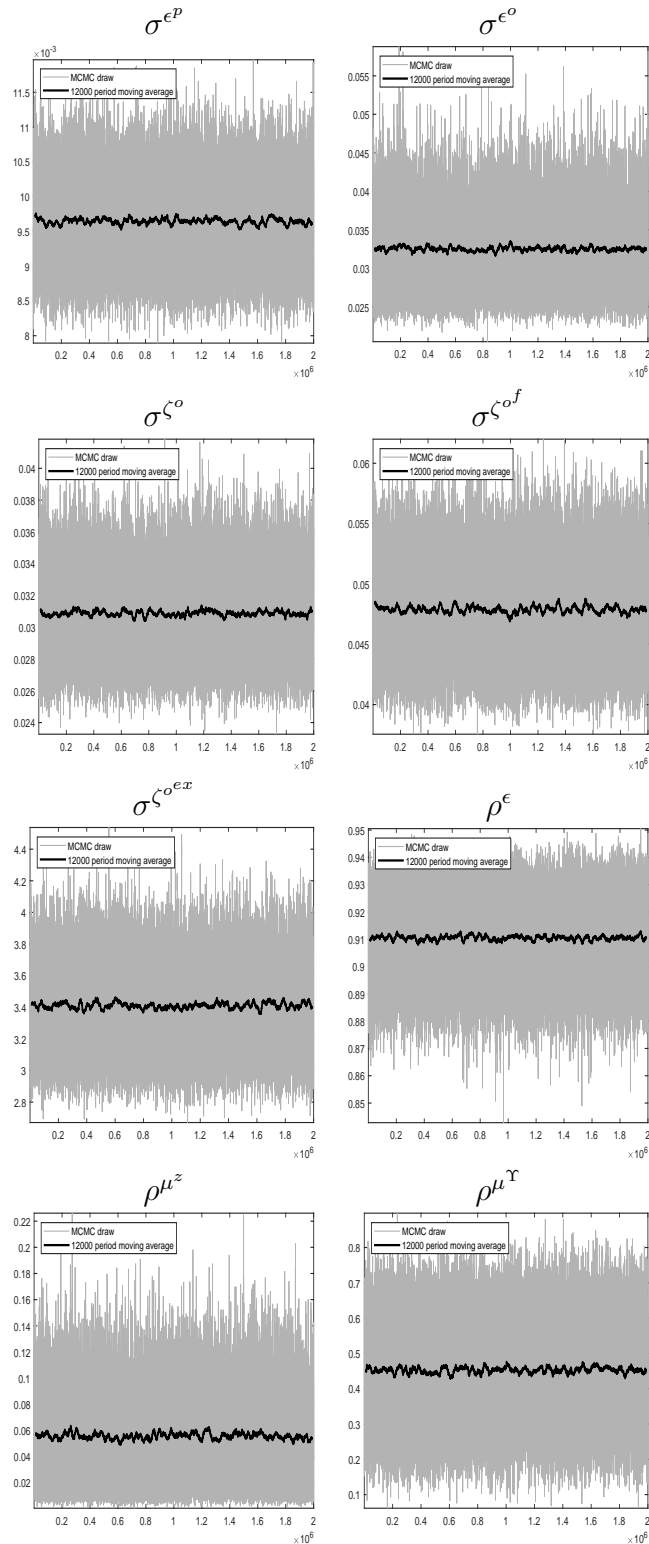 σ^{ϵ^p}
×10^{-3}
MCMC draw
12000 period moving average
11.5
11
10.5
10
9.5
9
8.5
8
0.2 0.4 0.6 0.8 1 1.2 1.4 1.6 1.8 2
×10^6
σ^{ϵ^o}
MCMC draw
12000 period moving average
0.055
0.05
0.045
0.04
0.035
0.03
0.025
0.2 0.4 0.6 0.8 1 1.2 1.4 1.6 1.8 2
×10^6
σ^{ζ^o}
MCMC draw
12000 period moving average
0.04
0.038
0.036
0.034
0.032
0.03
0.028
0.026
0.024
0.2 0.4 0.6 0.8 1 1.2 1.4 1.6 1.8 2
×10^6
σ^{ζ^{o^f}}
MCMC draw
12000 period moving average
0.06
0.055
0.05
0.045
0.04
0.2 0.4 0.6 0.8 1 1.2 1.4 1.6 1.8 2
×10^6
σ^{ζ^{o^{ex}}}
MCMC draw
12000 period moving average
4.4
4.2
4
3.8
3.6
3.4
3.2
3
2.8
0.2 0.4 0.6 0.8 1 1.2 1.4 1.6 1.8 2
×10^6
ρ^ϵ
MCMC draw
12000 period moving average
0.95
0.94
0.93
0.92
0.91
0.9
0.89
0.88
0.87
0.86
0.85
0.2 0.4 0.6 0.8 1 1.2 1.4 1.6 1.8 2
×10^6
ρ^{μ^z}
MCMC draw
12000 period moving average
0.22
0.2
0.18
0.16
0.14
0.12
0.1
0.08
0.06
0.04
0.02
0.2 0.4 0.6 0.8 1 1.2 1.4 1.6 1.8 2
×10^6
ρ^{μ^Υ}
MCMC draw
12000 period moving average
0.8
0.7
0.6
0.5
0.4
0.3
0.2
0.1
0.2 0.4 0.6 0.8 1 1.2 1.4 1.6 1.8 2
×10^6